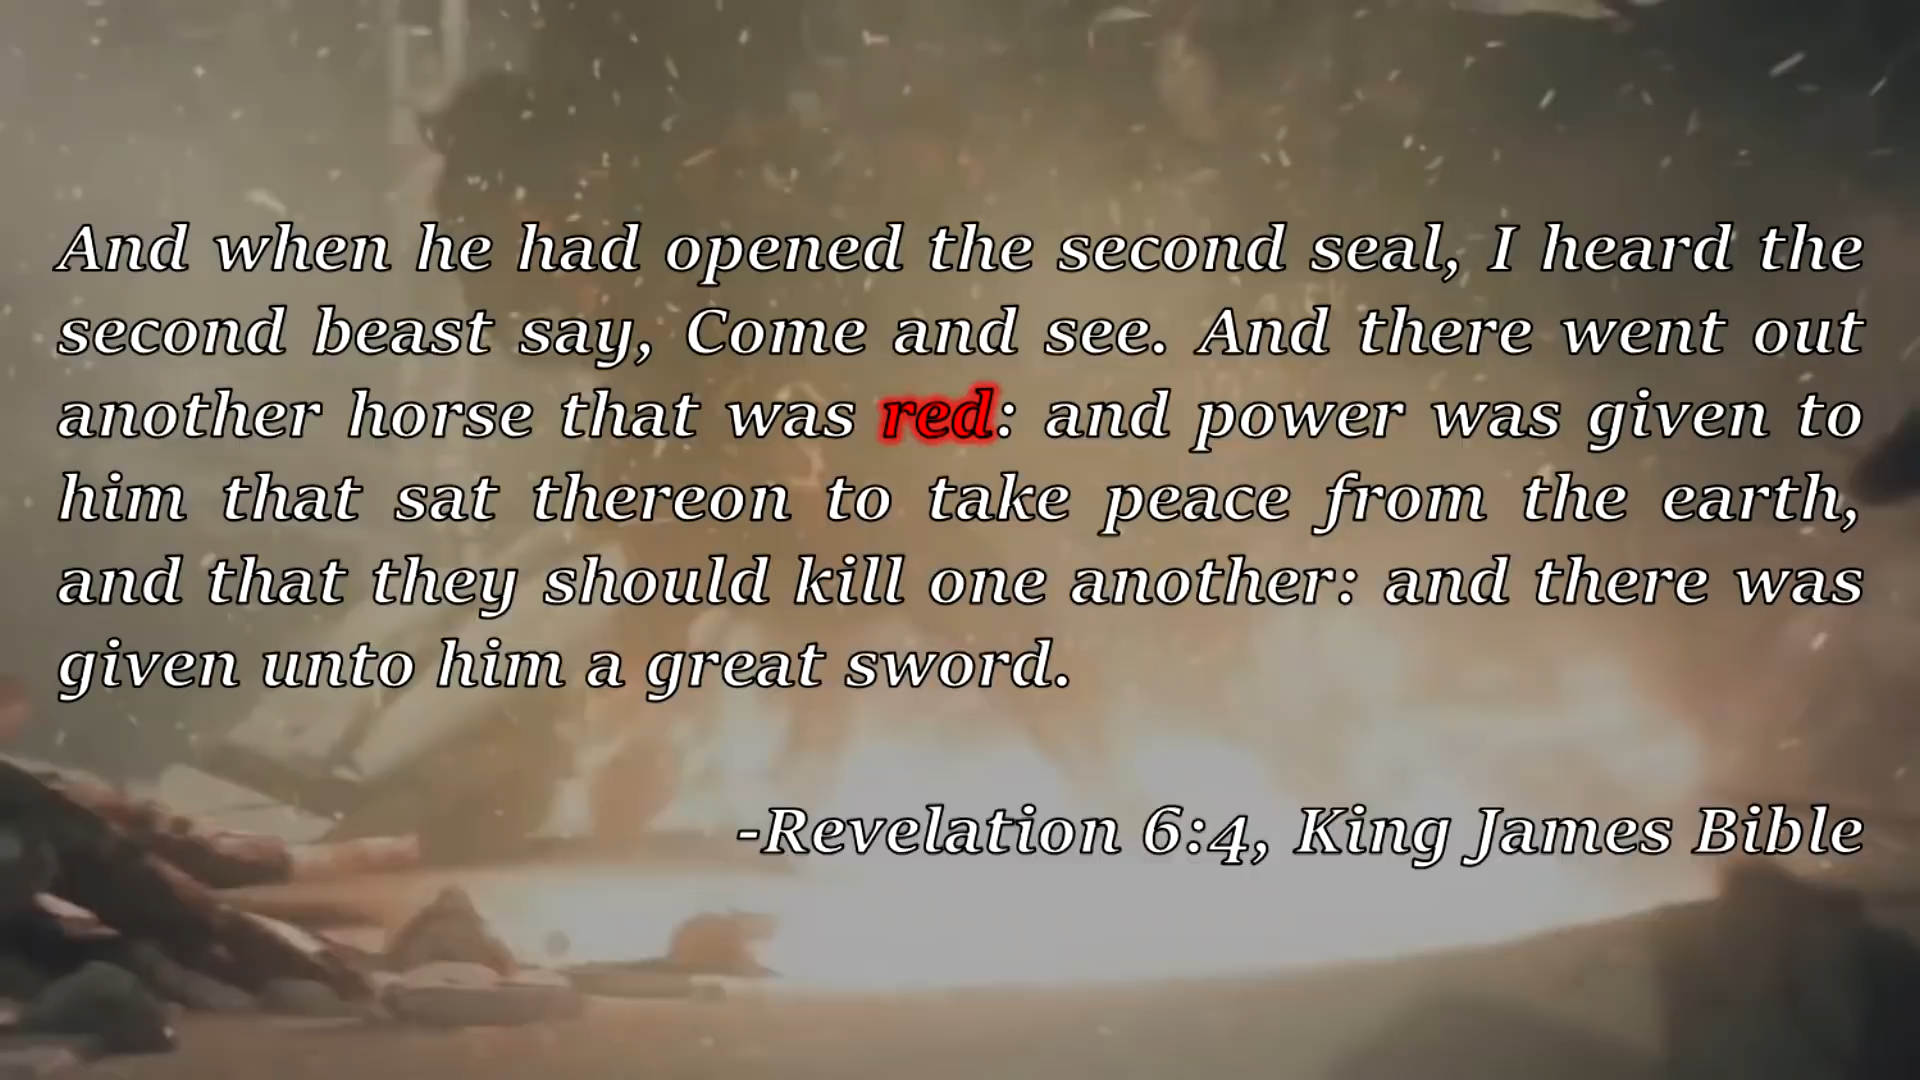 And when he had opened the second seal, I heard the
second beast say, Come and see. And there went out
another horse that was red: and power was given to
him that sat thereon to take peace from the earth,
and that they should kill one another: and there was
given unto him a great sword.
-Revelation 6:4, King James Bible